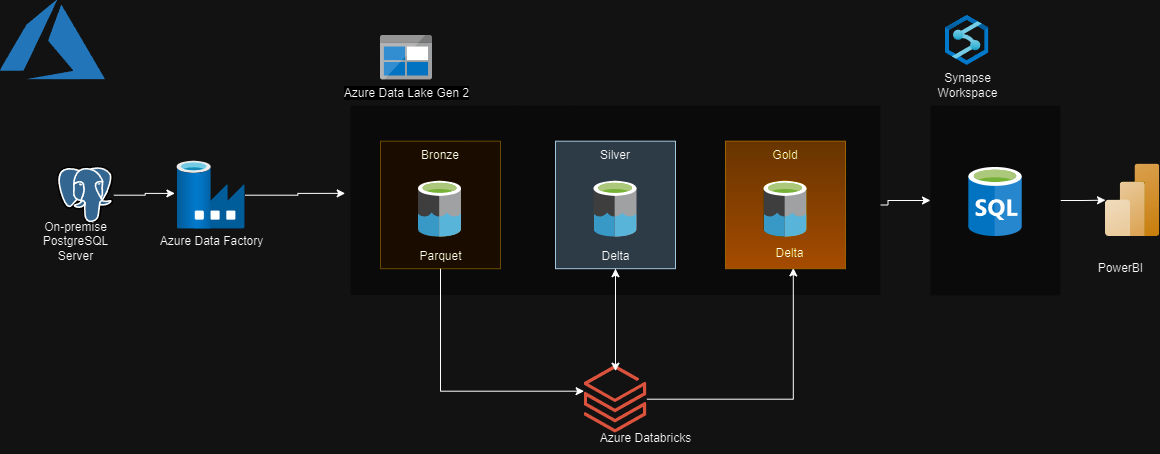 Synapse
Workspace
Azure Data Lake Gen 2
Bronze
Silver
Gold
SQL
Parquet
Delta
Delta
On-premise
PostgreSQL
Server
Azure Data Factory
PowerBI
Azure Databricks